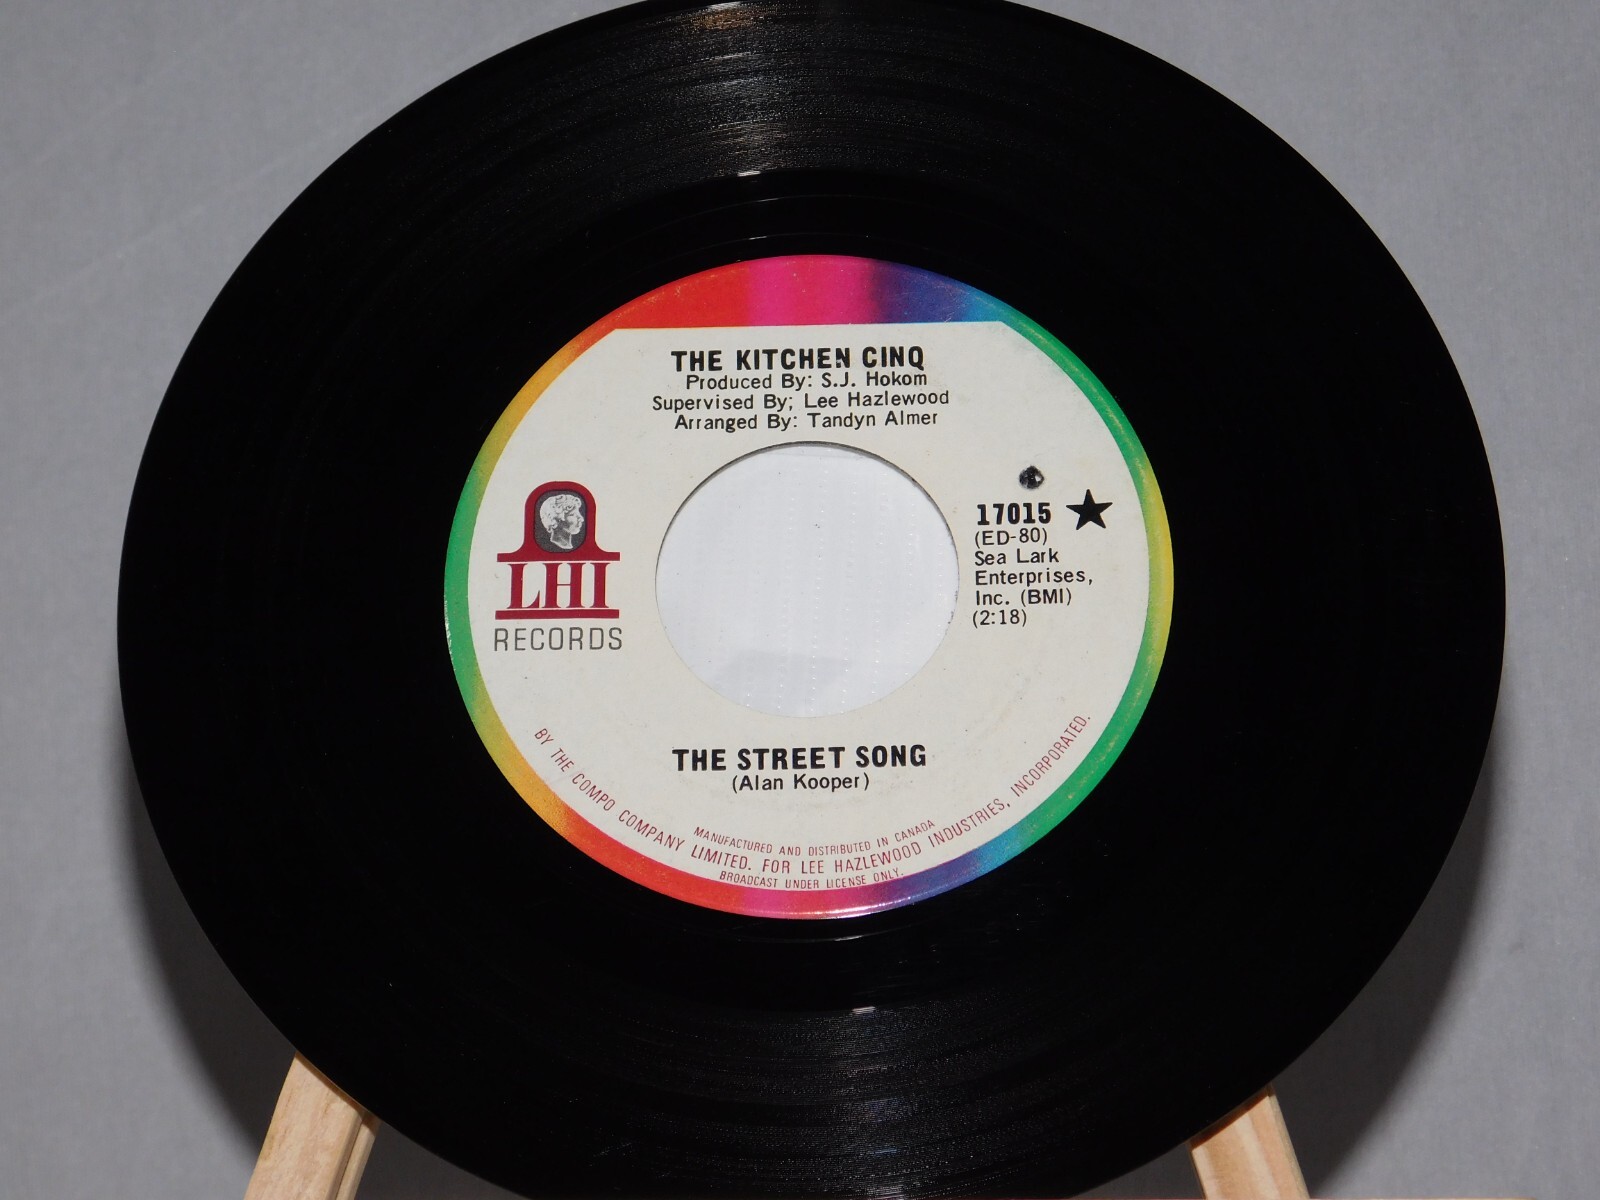 THE KITCHEN CINQ
Produced By: S.J. Hokom
Supervised By; Lee Hazlewood
Arranged By: Tandyn Almer
LHI
RECORDS
17015 ★
(ED-80)
Sea Lark
Enterprises,
Inc. (BMI)
(2:18)
THE STREET SONG
(Alan Kooper)
MANUFACTURED AND DISTRIBUTED IN CANADA
BY THE COMPO COMPANY LIMITED. FOR LEE HAZLEWOOD INDUSTRIES, INCORPORATED.
BROADCAST UNDER LICENSE ONLY.